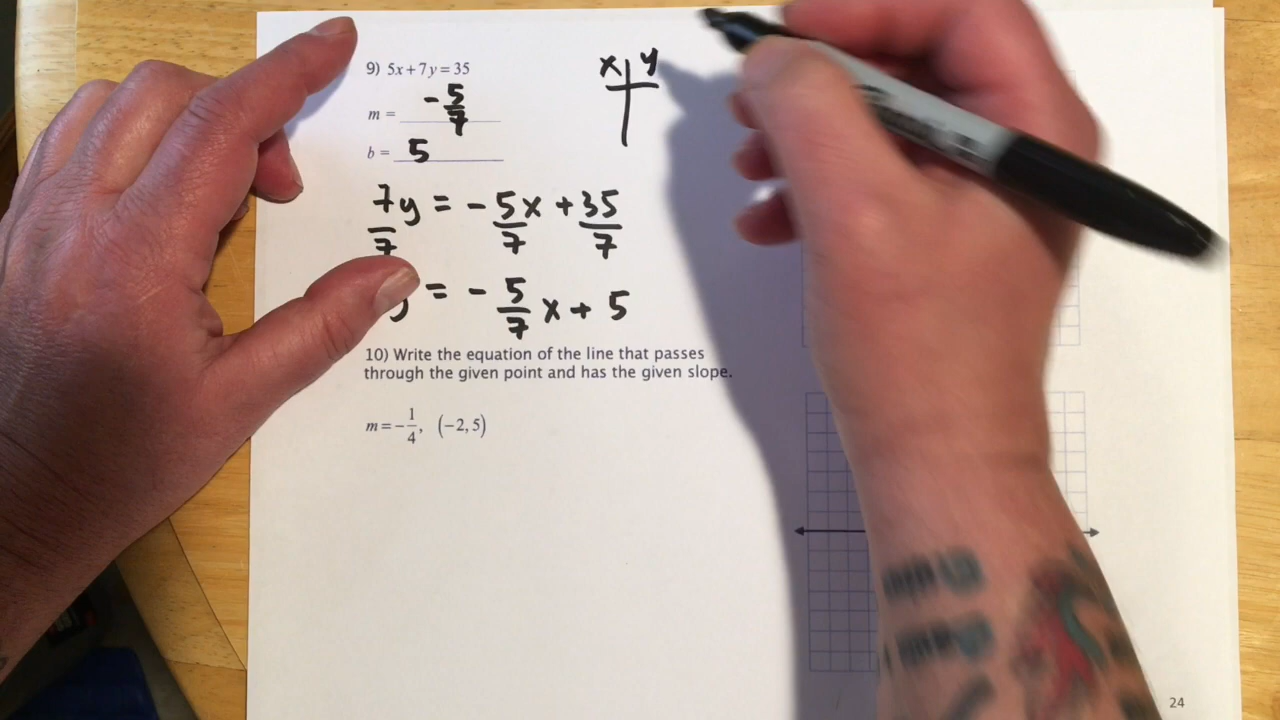 9) 5x+7y=35
x y
m = -5/7
b = 5
7y/7 = -5x/7 + 35/7
y = -5/7 x + 5
10) Write the equation of the line that passes
through the given point and has the given slope.
m=-1/4, (-2,5)
24